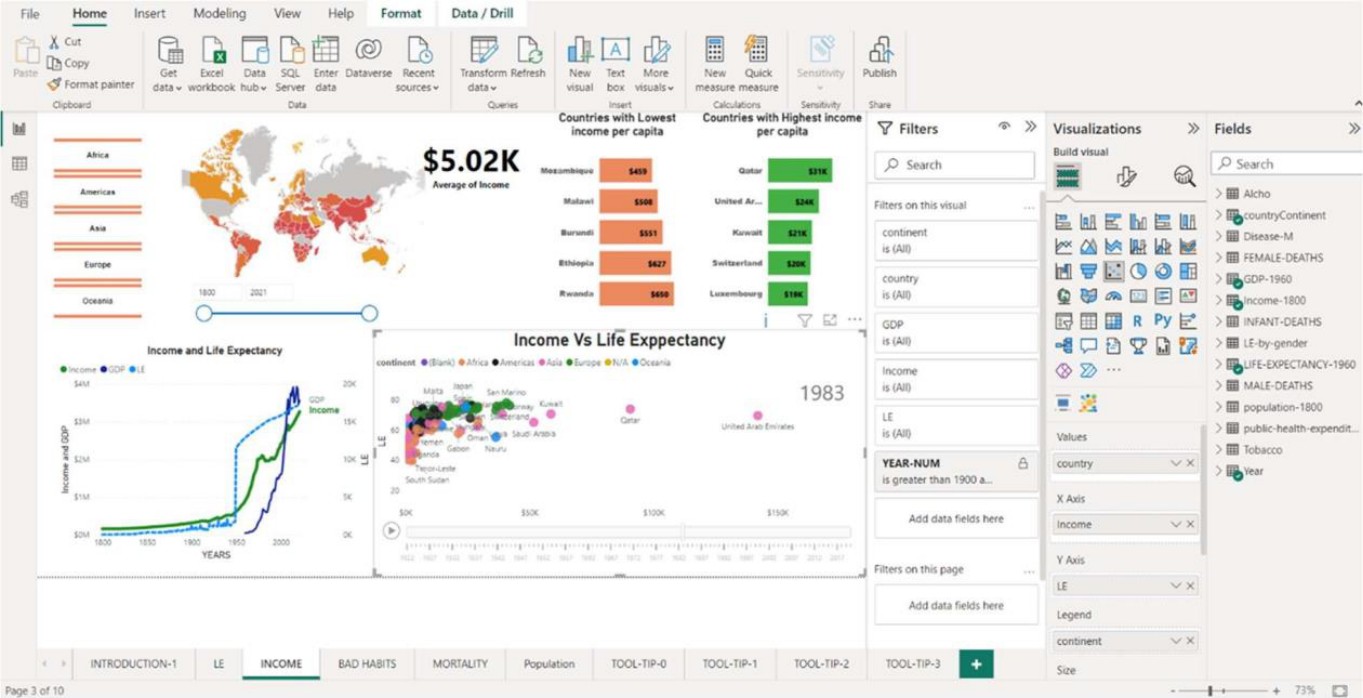 File Home Insert Modeling View Help Format Data / Drill
Paste
Cut
Copy
Format painter
Get data
Excel workbook
Data hub
SQL Server
Enter data
Dataverse
Recent sources
Transform data
Refresh
New visual
Text box
More visuals
New measure
Quick measure
Sensitivity
Publish
Clipboard Data Queries Insert Calculations Sensitivity Share
Africa
Americas
Asia
Europe
Oceania
1800 2021
$5.02K
Average of Income
Countries with Lowest
income per capita
Mozambique $459
Malawi $508
Burundi $551
Ethiopia $627
Rwanda $650
Countries with Highest income
per capita
Qatar $31K
United Ar... $24K
Kuwait $21K
Switzerland $20K
Luxembourg $19K
Income and Life Expectancy
Income GDP LE
$4M
$3M
$2M
$1M
$0M
20K
15K
10K
5K
0K
GDP
Income
Income and GDP
LE
1800 1850 1900 1950 2000
YEARS
Income Vs Life Exppectancy
continent (Blank) Africa Americas Asia Europe N/A Oceania
1983
LE
80
60
40
20
Malta
Japan
San Marino
Kuwait
Qatar
United Arab Emirates
Saudi Arabia
Oman
Yemen
Gabon
Nauru
Timor-Leste
South Sudan
$0K $50K $100K $150K
Filters
Search
Filters on this visual ...
continent
is (All)
country
is (All)
GDP
is (All)
Income
is (All)
LE
is (All)
YEAR-NUM
is greater than 1900 a...
Add data fields here
Filters on this page ...
Add data fields here
Visualizations
Build visual
R Py
...
Values
country
X Axis
Income
Y Axis
LE
Legend
continent
Size
Fields
Search
Alcho
countryContinent
Disease-M
FEMALE-DEATHS
GDP-1960
Income-1800
INFANT-DEATHS
LE-by-gender
LIFE-EXPECTANCY-1960
MALE-DEATHS
population-1800
public-health-expendit...
Tobacco
Year
INTRODUCTION-1 LE INCOME BAD HABITS MORTALITY Population TOOL-TIP-0 TOOL-TIP-1 TOOL-TIP-2 TOOL-TIP-3 +
Page 3 of 10
- + 73%